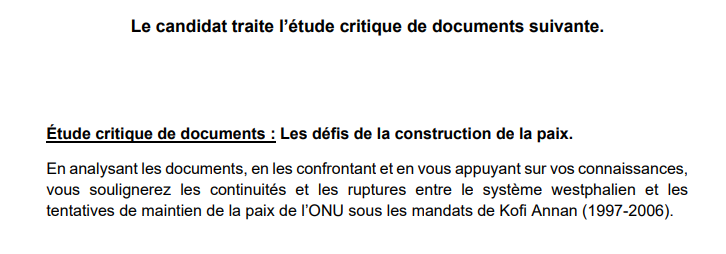 Le candidat traite l’étude critique de documents suivante.
Étude critique de documents : Les défis de la construction de la paix.
En analysant les documents, en les confrontant et en vous appuyant sur vos connaissances,
vous soulignerez les continuités et les ruptures entre le système westphalien et les
tentatives de maintien de la paix de l’ONU sous les mandats de Kofi Annan (1997-2006).